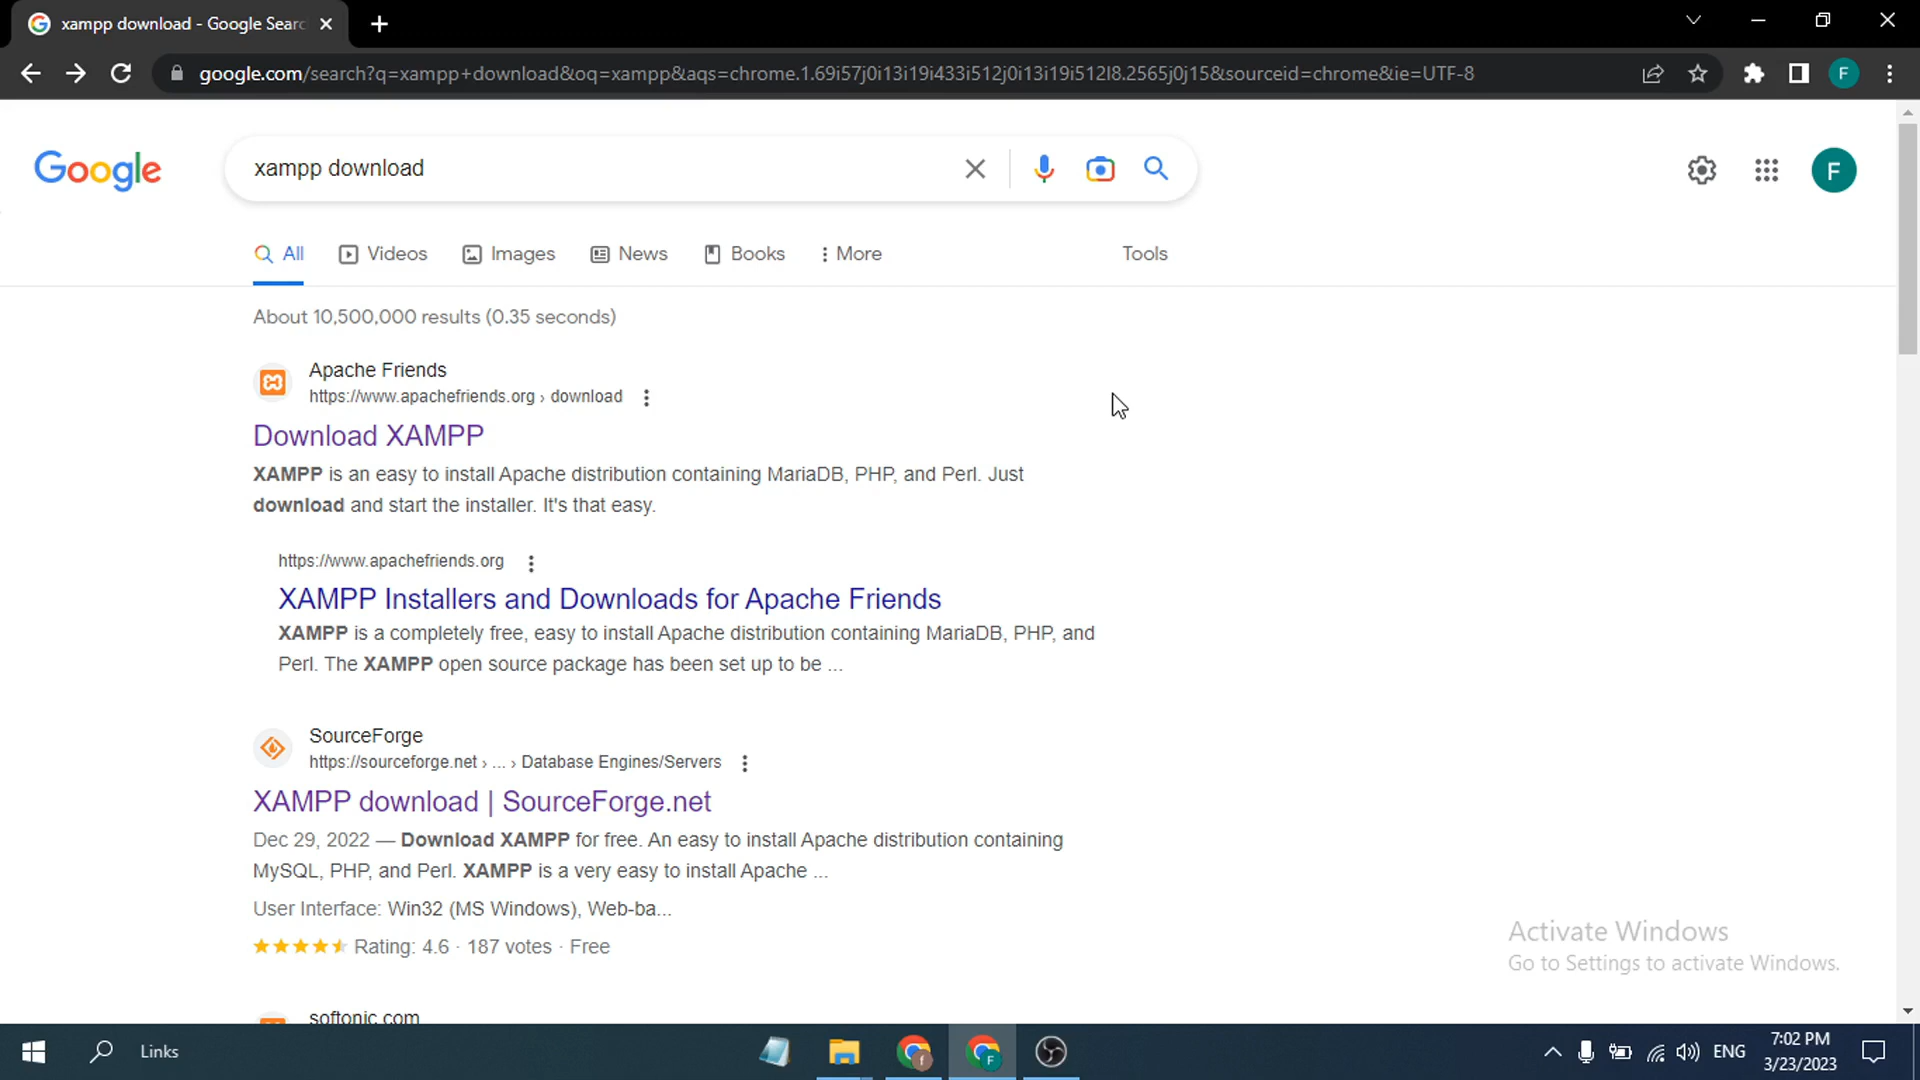 xampp download - Google Searc
google.com/search?q=xampp+download&oq=xampp&aqs=chrome.1.69i57j0i13i19i433i512j0i13i19i512l8.2565j0j15&sourceid=chrome&ie=UTF-8
F
Google
xampp download
F
All
Videos
Images
News
Books
More
Tools
About 10,500,000 results (0.35 seconds)
Apache Friends
https://www.apachefriends.org › download
Download XAMPP
XAMPP is an easy to install Apache distribution containing MariaDB, PHP, and Perl. Just
download and start the installer. It's that easy.
https://www.apachefriends.org
XAMPP Installers and Downloads for Apache Friends
XAMPP is a completely free, easy to install Apache distribution containing MariaDB, PHP, and
Perl. The XAMPP open source package has been set up to be ...
SourceForge
https://sourceforge.net › ... › Database Engines/Servers
XAMPP download | SourceForge.net
Dec 29, 2022 — Download XAMPP for free. An easy to install Apache distribution containing
MySQL, PHP, and Perl. XAMPP is a very easy to install Apache ...
User Interface: Win32 (MS Windows), Web-ba...
Rating: 4.6 · 187 votes · Free
softonic.com
Activate Windows
Go to Settings to activate Windows.
Links
f
F
ENG
7:02 PM
3/23/2023